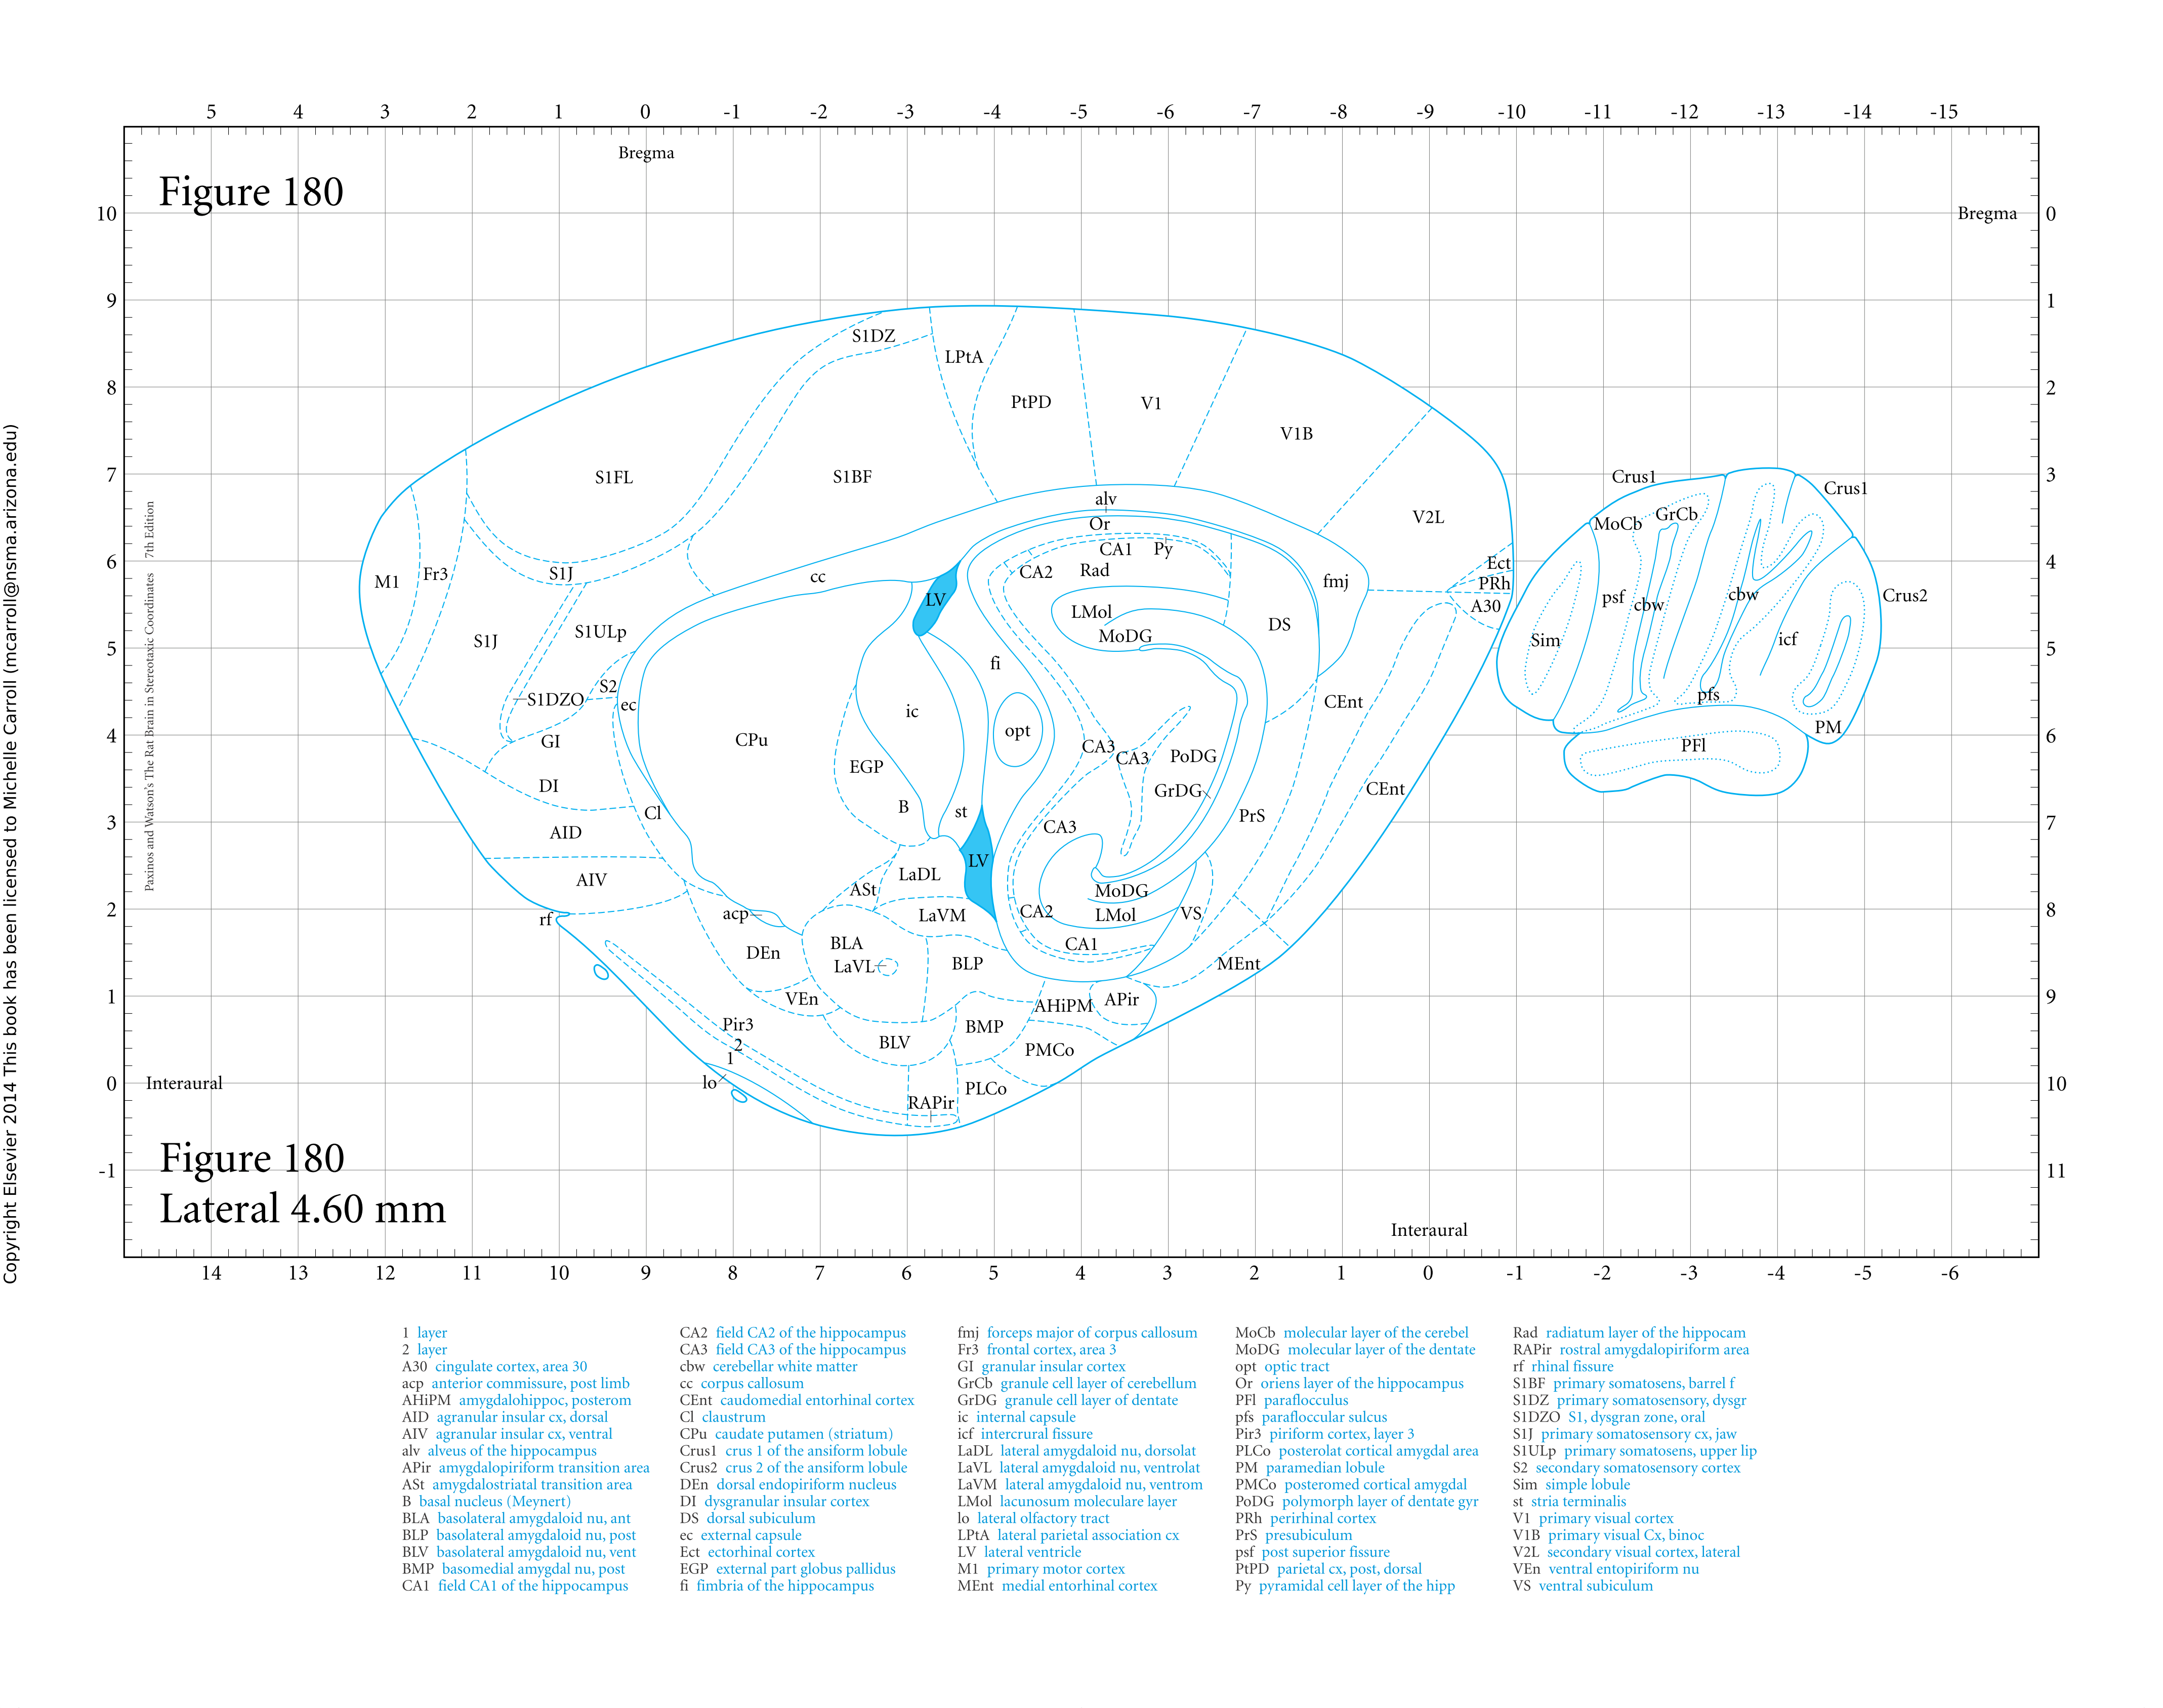 5 4 3 2 1 0 -1 -2 -3 -4 -5 -6 -7 -8 -9 -10 -11 -12 -13 -14 -15
Bregma
Figure 180
10 Bregma 0
9 1
S1DZ
LPtA
8 2
PtPD V1
V1B
7 S1FL S1BF Crus1 3
alv Crus1
V2L
Or MoCb GrCb
CA1 Py
6 4
Ect
M1 Fr3 S1J cc CA2 Rad fmj PRh
LV A30 psf cbw cbw Crus2
LMol
S1J S1ULp MoDG DS Sim icf
5 5
fi
S2
S1DZO ec CEnt pfs
ic
opt PM
4 GI CPu CA3 CA3 PoDG PFl 6
EGP
DI GrDG CEnt
B st
3 Cl PrS 7
AID CA3
LV
AIV LaDL
ASt MoDG
2 rf acp LaVM CA2 LMol VS 8
BLA CA1
DEn LaVL BLP MEnt
1 VEn AHiPM APir 9
Pir3 BMP
2 BLV PMCo
1
0 Interaural lo PLCo 10
RAPir
Figure 180
-1 11
Lateral 4.60 mm
Interaural
14 13 12 11 10 9 8 7 6 5 4 3 2 1 0 -1 -2 -3 -4 -5 -6
Paxinos and Watson's The Rat Brain in Stereotaxic Coordinates 7th Edition
Copyright Elsevier 2014 This book has been licensed to Michelle Carroll (mcarroll@nsma.arizona.edu)
1 layer
2 layer
A30 cingulate cortex, area 30
acp anterior commissure, post limb
AHiPM amygdalohippoc, posterom
AID agranular insular cx, dorsal
AIV agranular insular cx, ventral
alv alveus of the hippocampus
APir amygdalopiriform transition area
ASt amygdalostriatal transition area
B basal nucleus (Meynert)
BLA basolateral amygdaloid nu, ant
BLP basolateral amygdaloid nu, post
BLV basolateral amygdaloid nu, vent
BMP basomedial amygdal nu, post
CA1 field CA1 of the hippocampus
CA2 field CA2 of the hippocampus
CA3 field CA3 of the hippocampus
cbw cerebellar white matter
cc corpus callosum
CEnt caudomedial entorhinal cortex
Cl claustrum
CPu caudate putamen (striatum)
Crus1 crus 1 of the ansiform lobule
Crus2 crus 2 of the ansiform lobule
DEn dorsal endopiriform nucleus
DI dysgranular insular cortex
DS dorsal subiculum
ec external capsule
Ect ectorhinal cortex
EGP external part globus pallidus
fi fimbria of the hippocampus
fmj forceps major of corpus callosum
Fr3 frontal cortex, area 3
GI granular insular cortex
GrCb granule cell layer of cerebellum
GrDG granule cell layer of dentate
ic internal capsule
icf intercrural fissure
LaDL lateral amygdaloid nu, dorsolat
LaVL lateral amygdaloid nu, ventrolat
LaVM lateral amygdaloid nu, ventrom
LMol lacunosum moleculare layer
lo lateral olfactory tract
LPtA lateral parietal association cx
LV lateral ventricle
M1 primary motor cortex
MEnt medial entorhinal cortex
MoCb molecular layer of the cerebel
MoDG molecular layer of the dentate
opt optic tract
Or oriens layer of the hippocampus
PFl paraflocculus
pfs parafloccular sulcus
Pir3 piriform cortex, layer 3
PLCo posterolat cortical amygdal area
PM paramedian lobule
PMCo posteromed cortical amygdal
PoDG polymorph layer of dentate gyr
PRh perirhinal cortex
PrS presubiculum
psf post superior fissure
PtPD parietal cx, post, dorsal
Py pyramidal cell layer of the hipp
Rad radiatum layer of the hippocam
RAPir rostral amygdalopiriform area
rf rhinal fissure
S1BF primary somatosens, barrel f
S1DZ primary somatosensory, dysgr
S1DZO S1, dysgran zone, oral
S1J primary somatosensory cx, jaw
S1ULp primary somatosens, upper lip
S2 secondary somatosensory cortex
Sim simple lobule
st stria terminalis
V1 primary visual cortex
V1B primary visual Cx, binoc
V2L secondary visual cortex, lateral
VEn ventral entopiriform nu
VS ventral subiculum